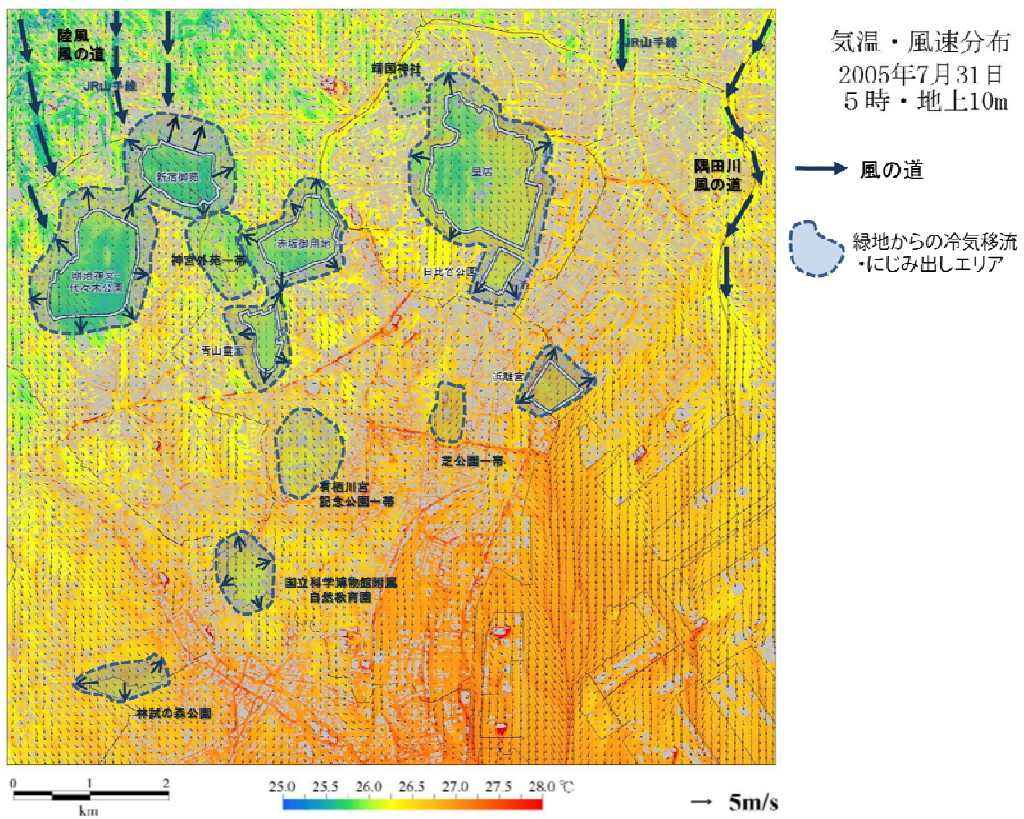 気温・風速分布
2005年7月31日
５時・地上10m
風の道
緑地からの冷気移流
・にじみ出しエリア
陸風
風の道
JR山手線
JR山手線
靖国神社
隅田川
風の道
新宿御苑
皇居
神宮外苑一帯
赤坂御用地
日比谷公園
明治神宮・
代々木公園
青山霊園
浜離宮
芝公園一帯
有栖川宮
記念公園一帯
国立科学博物館附属
自然教育園
林試の森公園
0 1 2
km
25.0 25.5 26.0 26.5 27.0 27.5 28.0 ℃
→ 5m/s